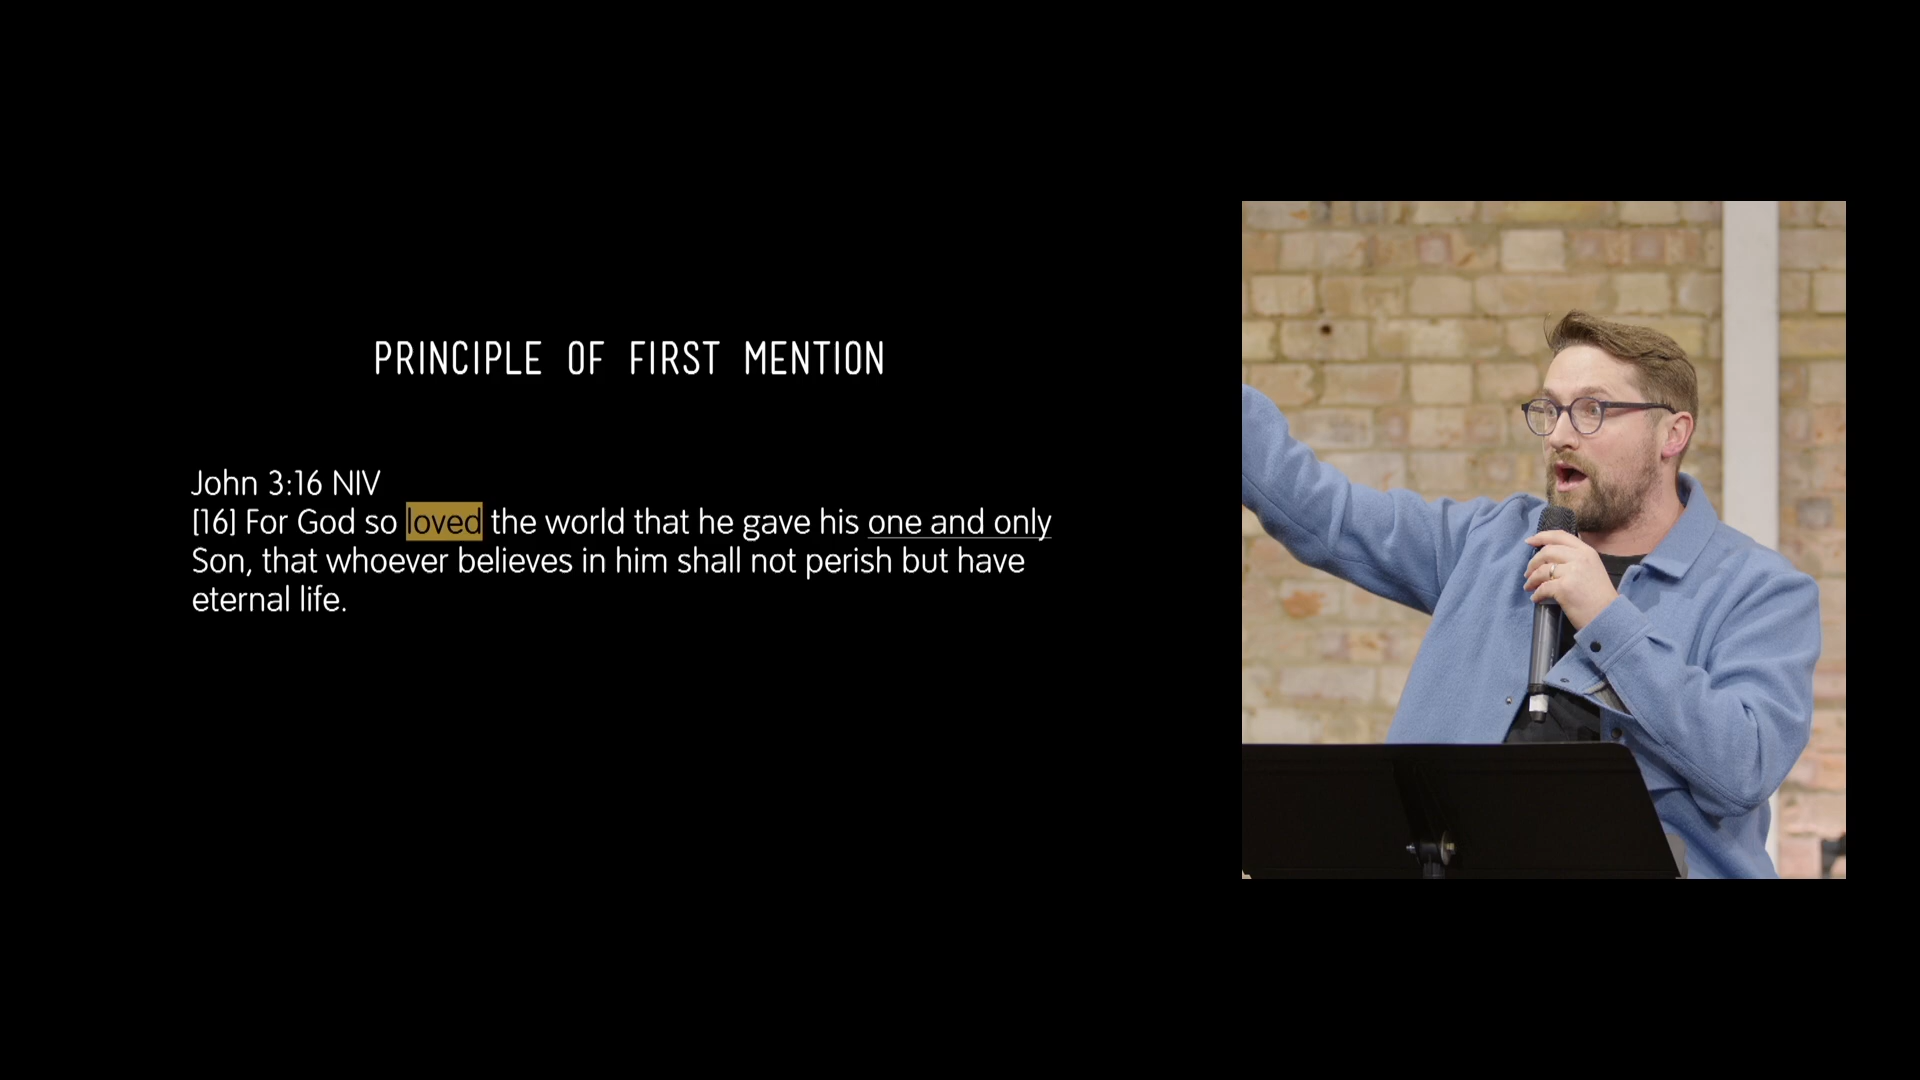 PRINCIPLE OF FIRST MENTION
John 3:16 NIV
[16] For God so loved the world that he gave his one and only
Son, that whoever believes in him shall not perish but have
eternal life.